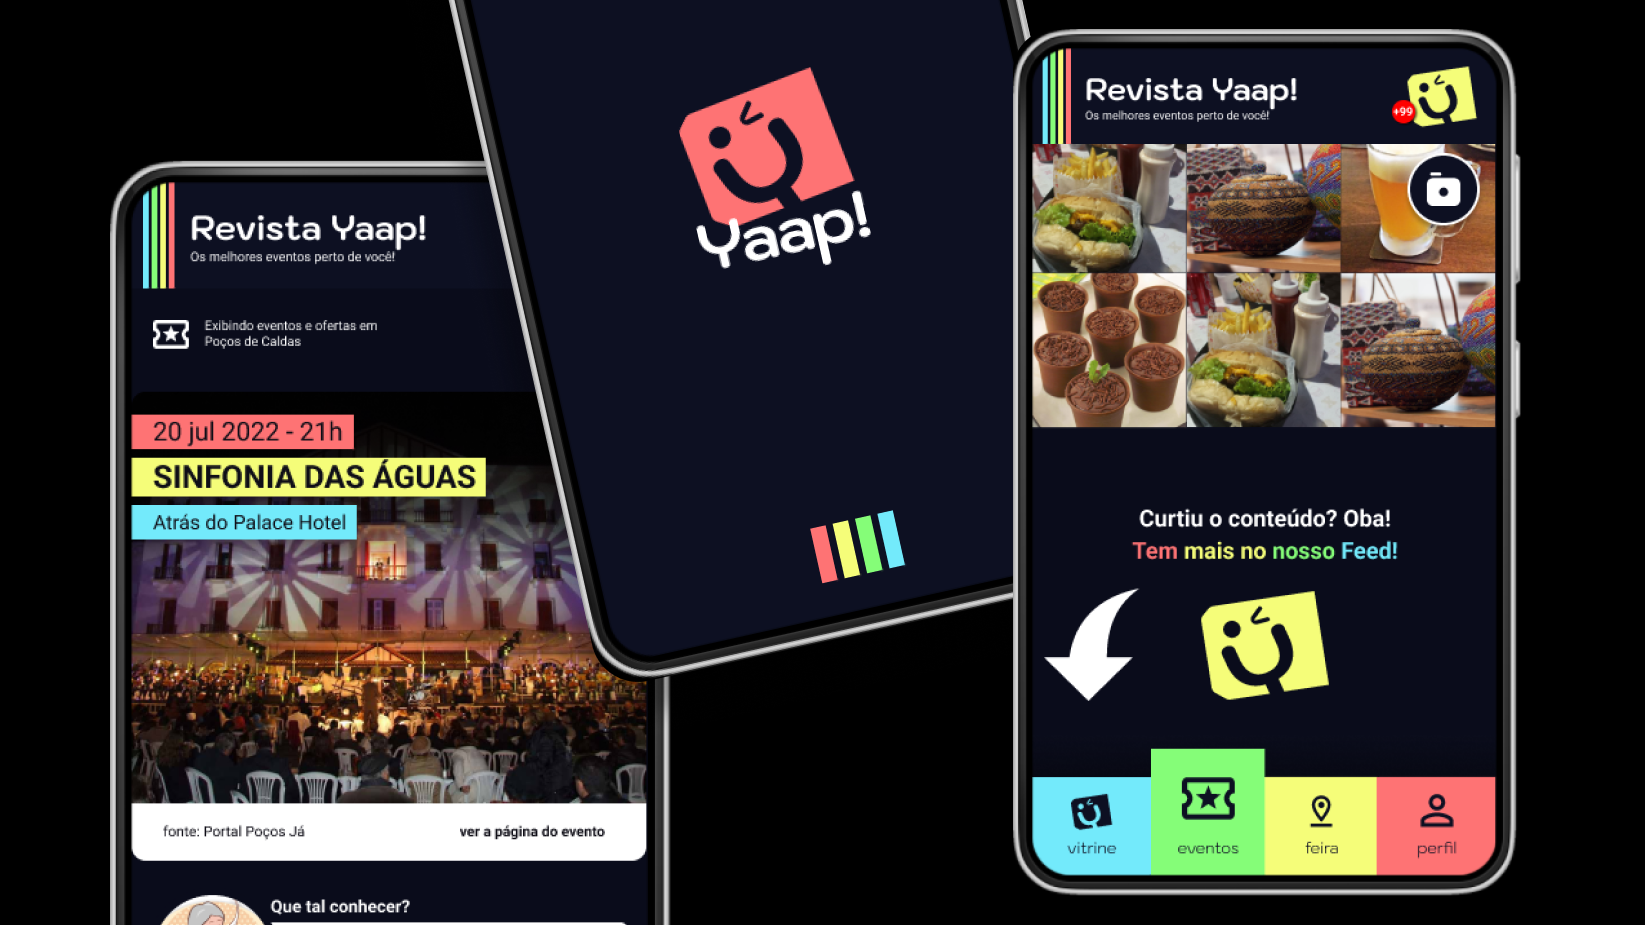 Revista Yaap!
Os melhores eventos perto de você!
Exibindo eventos e ofertas em
Poços de Caldas
20 jul 2022 - 21h
SINFONIA DAS ÁGUAS
Atrás do Palace Hotel
fonte: Portal Poços Já
ver a página do evento
Que tal conhecer?
Yaap!
Revista Yaap!
Os melhores eventos perto de você!
+99
Curtiu o conteúdo? Oba!
Tem mais no nosso Feed!
vitrine
eventos
feira
perfil